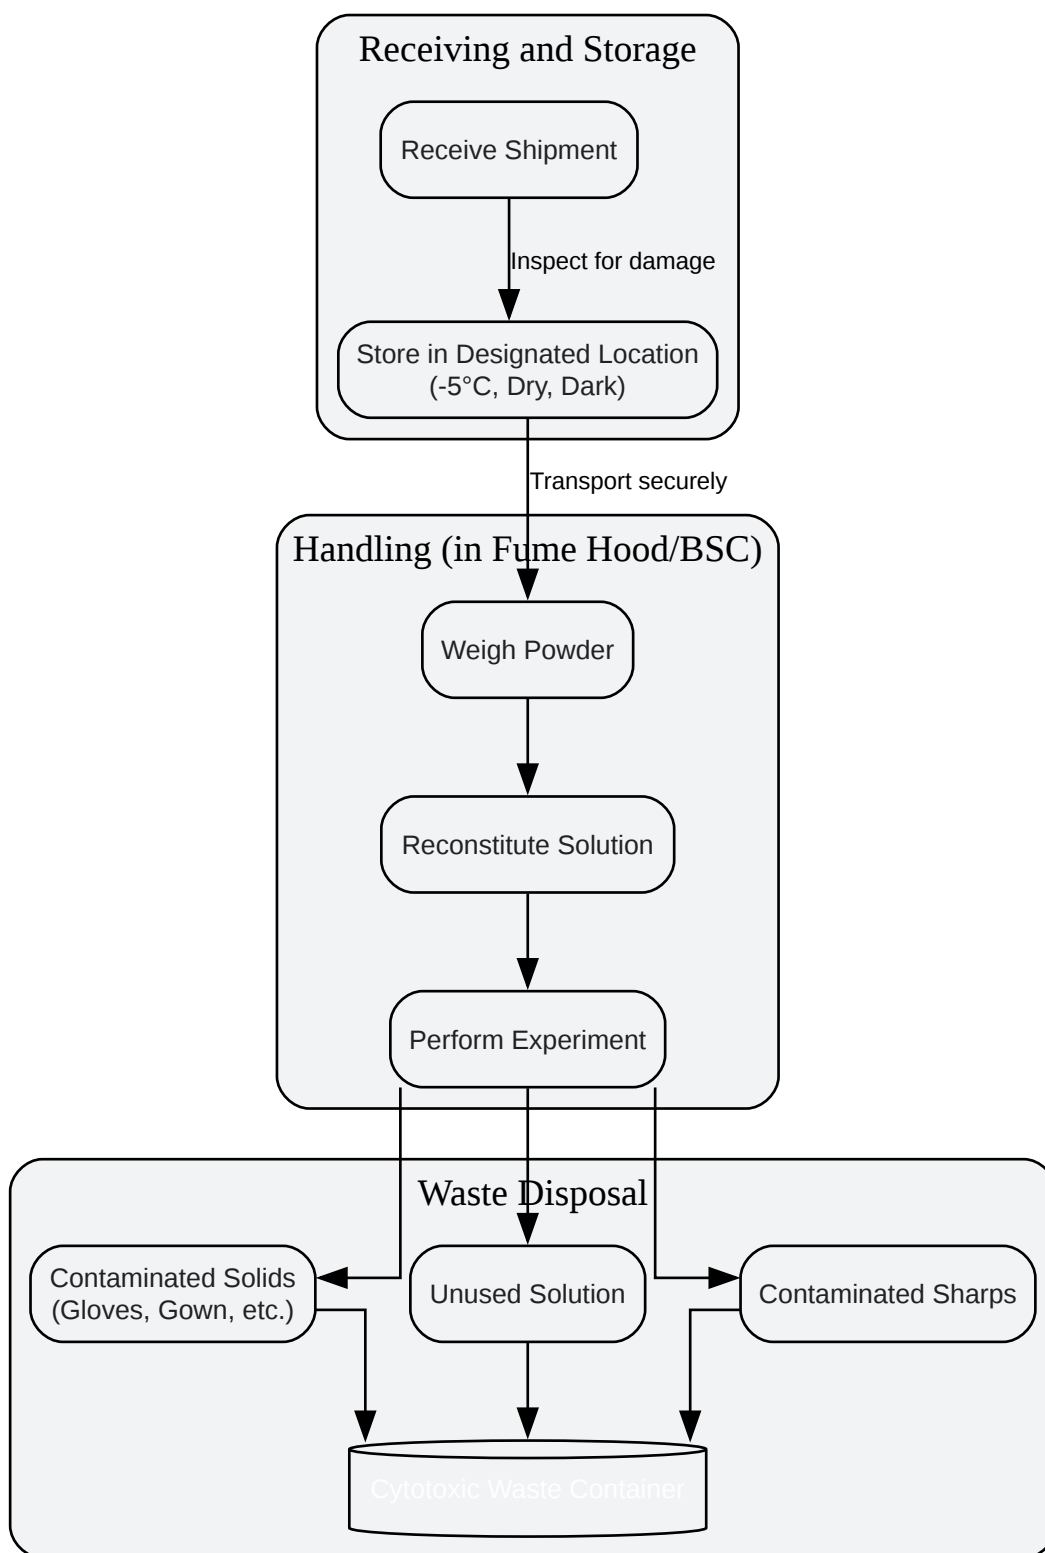 Receiving and Storage
Receive Shipment
Inspect for damage
Store in Designated Location
(-5°C, Dry, Dark)
Transport securely
Handling (in Fume Hood/BSC)
Weigh Powder
Reconstitute Solution
Perform Experiment
Waste Disposal
Contaminated Solids
(Gloves, Gown, etc.)
Unused Solution
Contaminated Sharps
Cytotoxic Waste Container